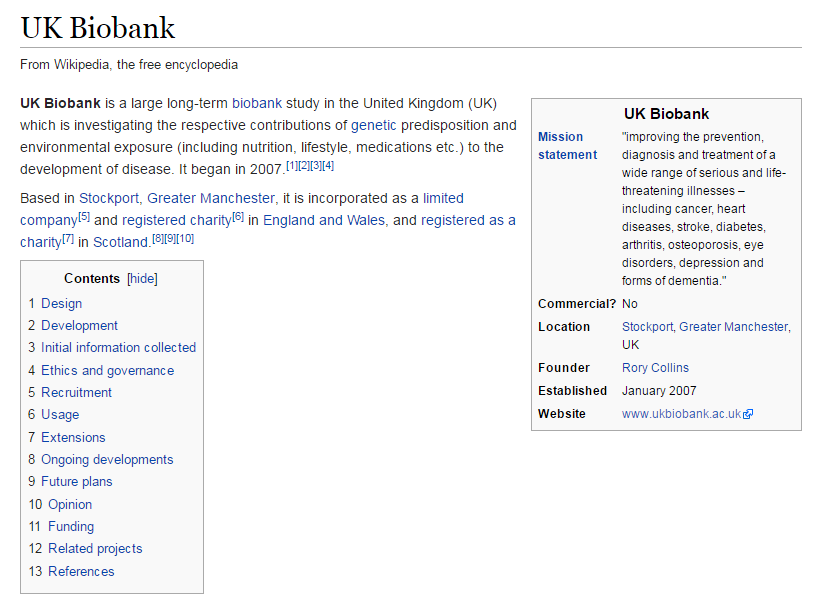 UK Biobank
From Wikipedia, the free encyclopedia
UK Biobank is a large long-term biobank study in the United Kingdom (UK)
which is investigating the respective contributions of genetic predisposition and
environmental exposure (including nutrition, lifestyle, medications etc.) to the
development of disease. It began in 2007.[1][2][3][4]
Based in Stockport, Greater Manchester, it is incorporated as a limited
company[5] and registered charity[6] in England and Wales, and registered as a
charity[7] in Scotland.[8][9][10]
Contents [hide]
1 Design
2 Development
3 Initial information collected
4 Ethics and governance
5 Recruitment
6 Usage
7 Extensions
8 Ongoing developments
9 Future plans
10 Opinion
11 Funding
12 Related projects
13 References
UK Biobank
Mission
statement
"improving the prevention,
diagnosis and treatment of a
wide range of serious and life-
threatening illnesses –
including cancer, heart
diseases, stroke, diabetes,
arthritis, osteoporosis, eye
disorders, depression and
forms of dementia."
Commercial? No
Location Stockport, Greater Manchester,
UK
Founder Rory Collins
Established January 2007
Website www.ukbiobank.ac.uk